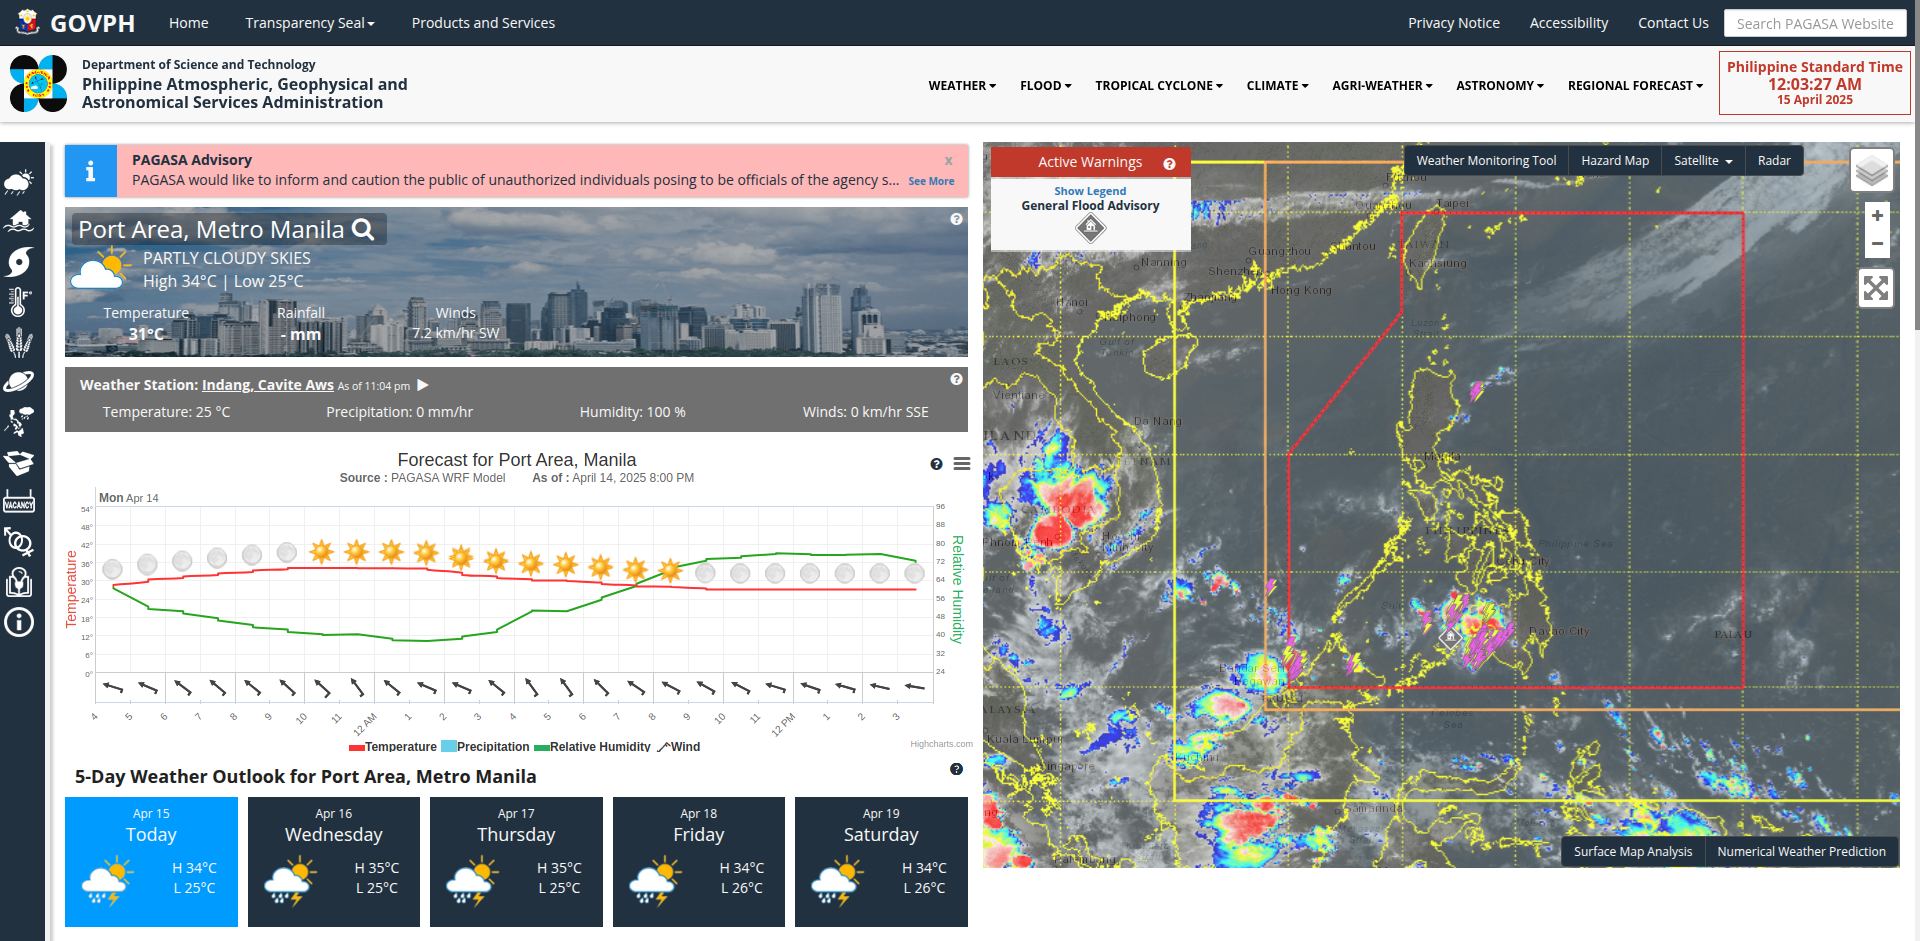 GOVPH
Home
Transparency Seal
Products and Services
Privacy Notice
Accessibility
Contact Us
Search PAGASA Website
Department of Science and Technology
Philippine Atmospheric, Geophysical and
Astronomical Services Administration
WEATHER
FLOOD
TROPICAL CYCLONE
CLIMATE
AGRI-WEATHER
ASTRONOMY
REGIONAL FORECAST
Philippine Standard Time
12:03:27 AM
15 April 2025
PAGASA Advisory
x
PAGASA would like to inform and caution the public of unauthorized individuals posing to be officials of the agency s... See More
Port Area, Metro Manila
PARTLY CLOUDY SKIES
High 34°C | Low 25°C
Temperature
31°C
Rainfall
- mm
Winds
7.2 km/hr SW
Weather Station: Indang, Cavite Aws As of 11:04 pm
Temperature: 25 °C
Precipitation: 0 mm/hr
Humidity: 100 %
Winds: 0 km/hr SSE
Forecast for Port Area, Manila
Source : PAGASA WRF Model As of : April 14, 2025 8:00 PM
Mon Apr 14
Temperature
54°
48°
42°
36°
30°
24°
18°
12°
6°
0°
96
88
80
72
64
56
48
40
32
24
Relative Humidity
4
5
6
7
8
9
10
11
12 AM
1
2
3
4
5
6
7
8
9
10
11
12 PM
1
2
3
Temperature
Precipitation
Relative Humidity
Wind
Highcharts.com
5-Day Weather Outlook for Port Area, Metro Manila
Apr 15
Today
H 34°C
L 25°C
Apr 16
Wednesday
H 35°C
L 25°C
Apr 17
Thursday
H 35°C
L 25°C
Apr 18
Friday
H 34°C
L 26°C
Apr 19
Saturday
H 34°C
L 26°C
VACANCY
Active Warnings
Show Legend
General Flood Advisory
Weather Monitoring Tool
Hazard Map
Satellite
Radar
+
−
Taipei
Guangzhou
Nanning
Shenzhen
Kaohsiung
Hong Kong
Hanoi
Haiphong
Gulf of
LAOS
Vientiane
Da Nang
Manila
Philippine Sea
Davao City
PALAU
Kuala Lumpur
Singapore
Kuching
Samarinda
Surface Map Analysis
Numerical Weather Prediction